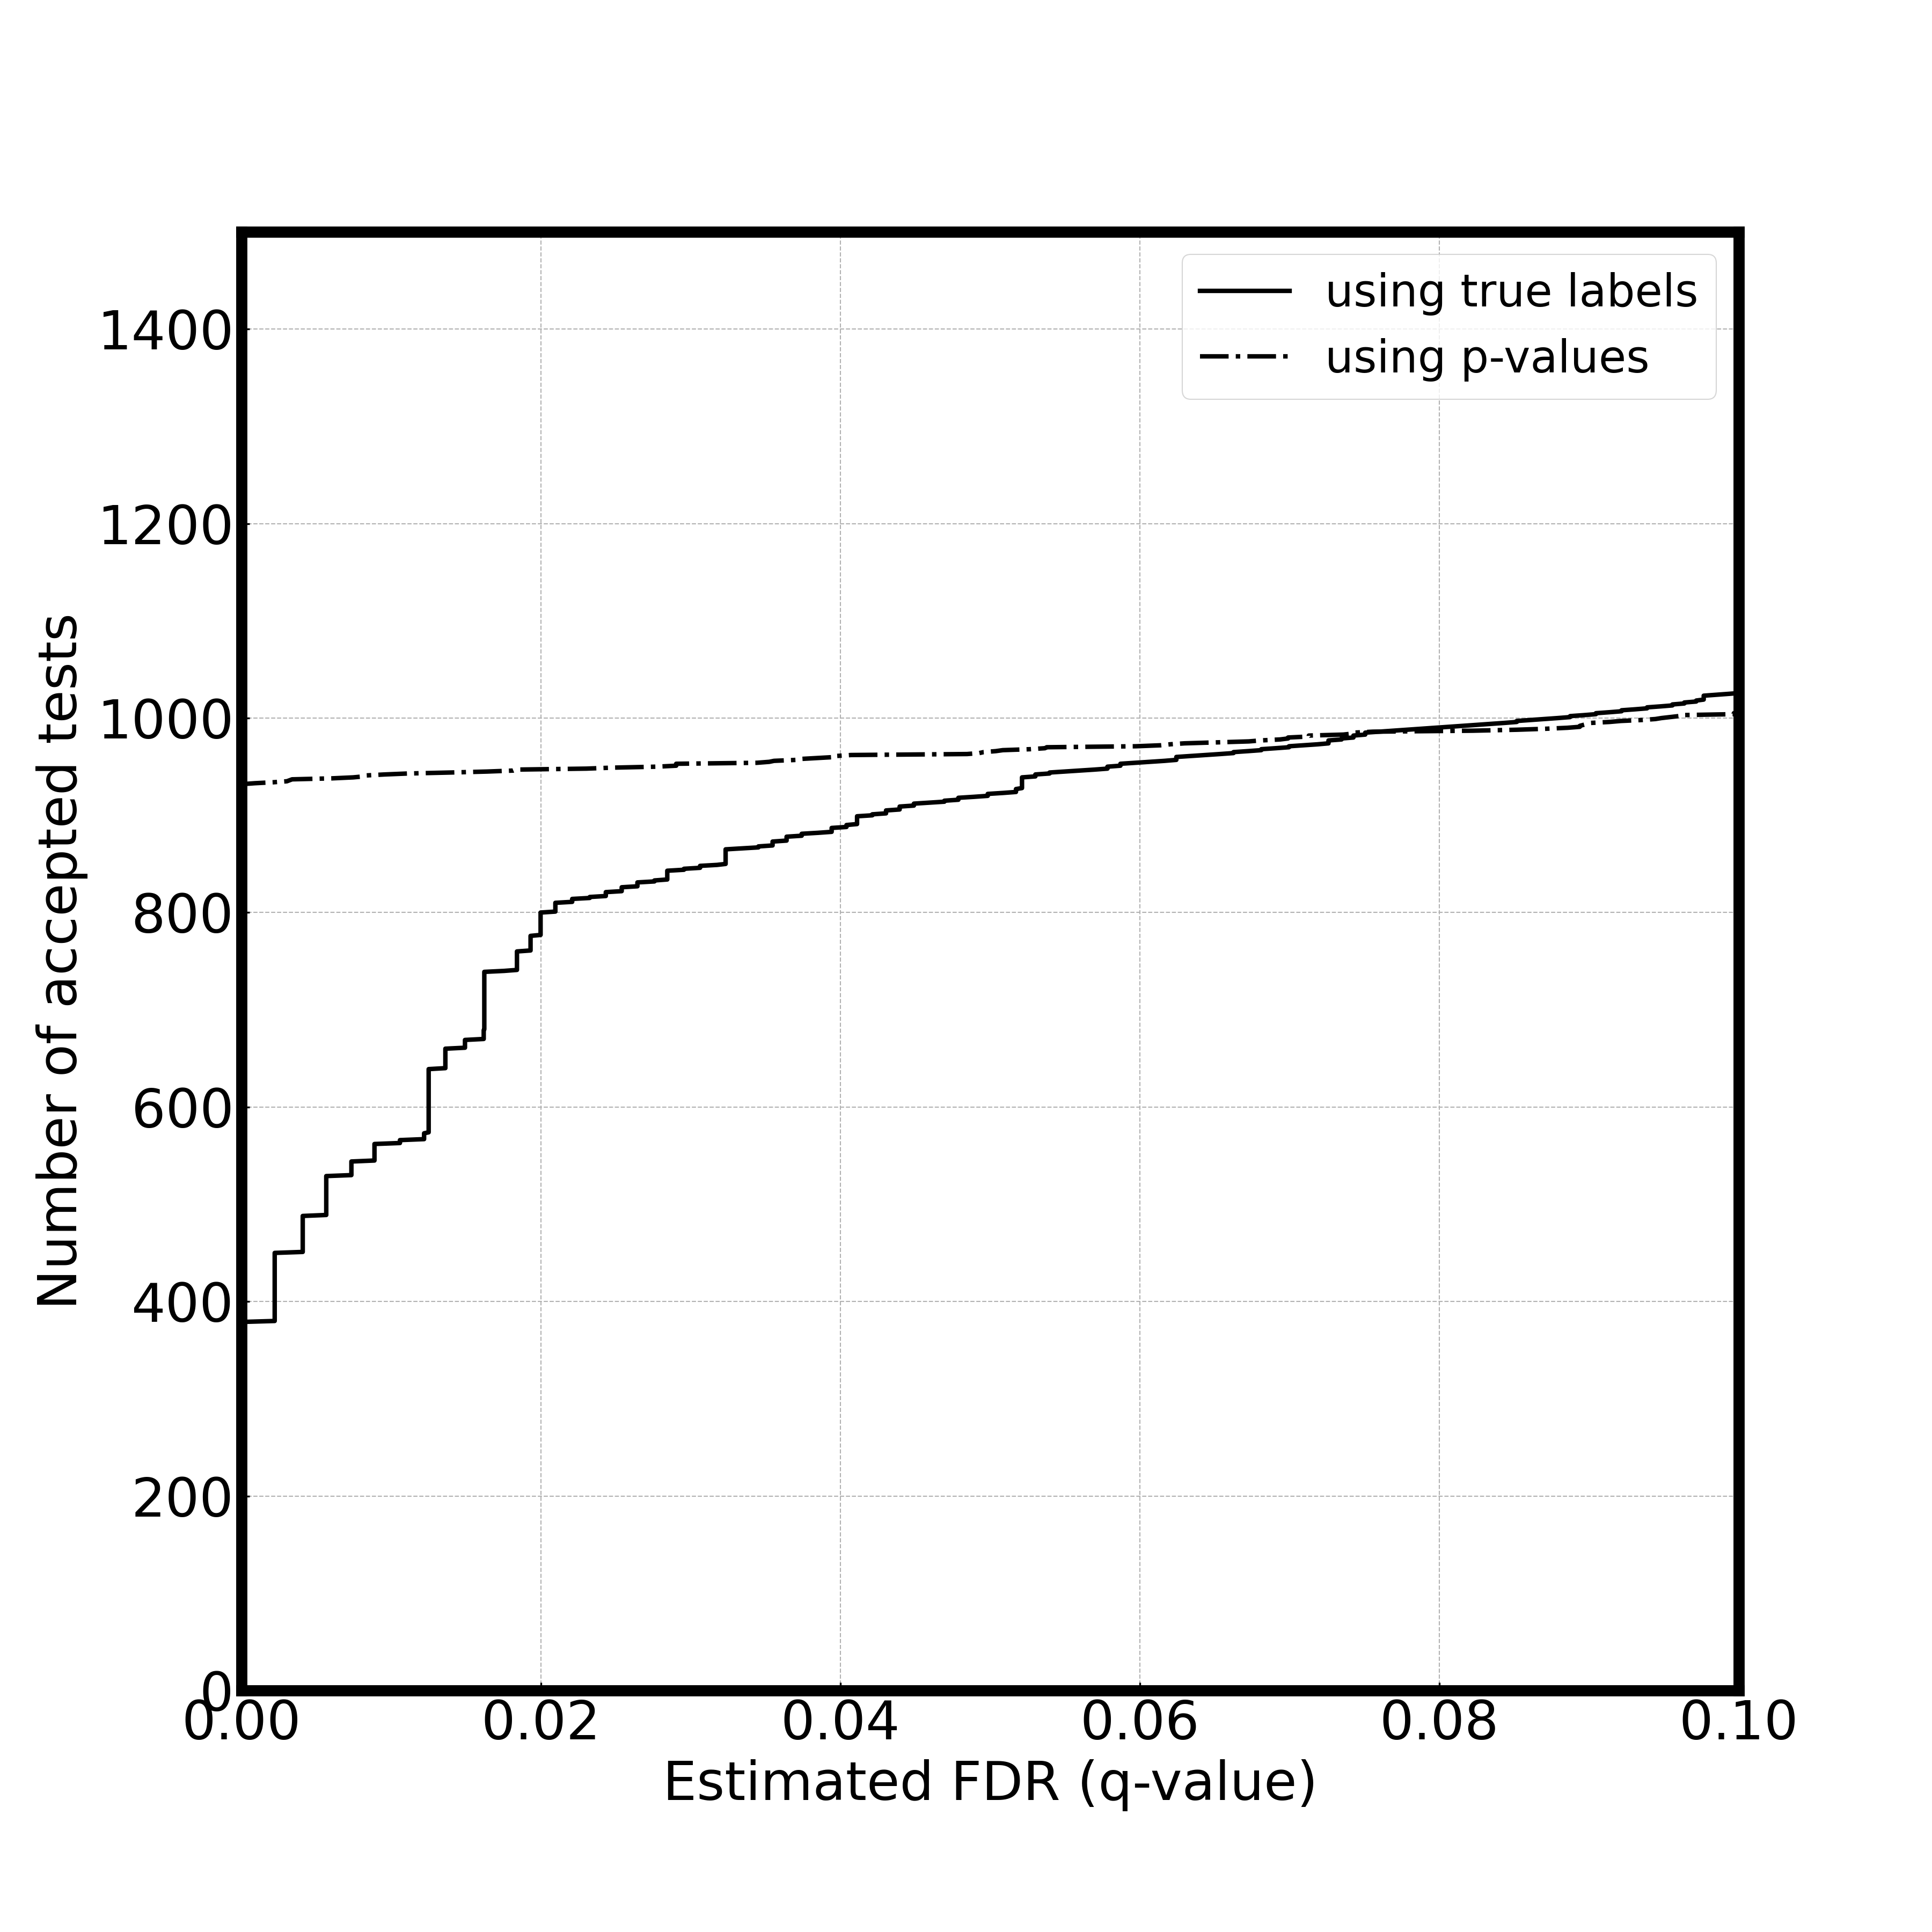 using true labels
using p-values
1400
1200
1000
800
600
400
200
0
Number of accepted tests
0.00 0.02 0.04 0.06 0.08 0.10
Estimated FDR (q-value)